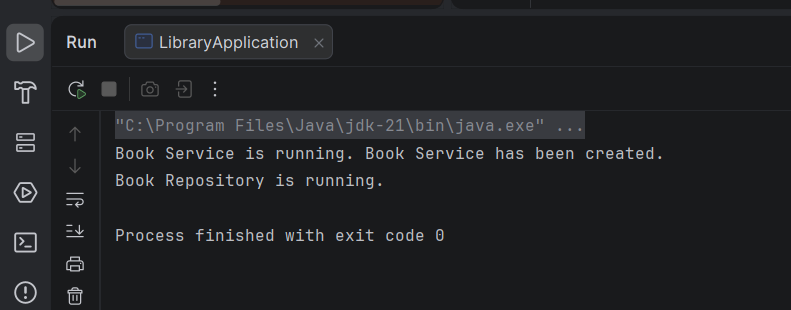 Run
LibraryApplication
"C:\Program Files\Java\jdk-21\bin\java.exe" ...
Book Service is running. Book Service has been created.
Book Repository is running.
Process finished with exit code 0